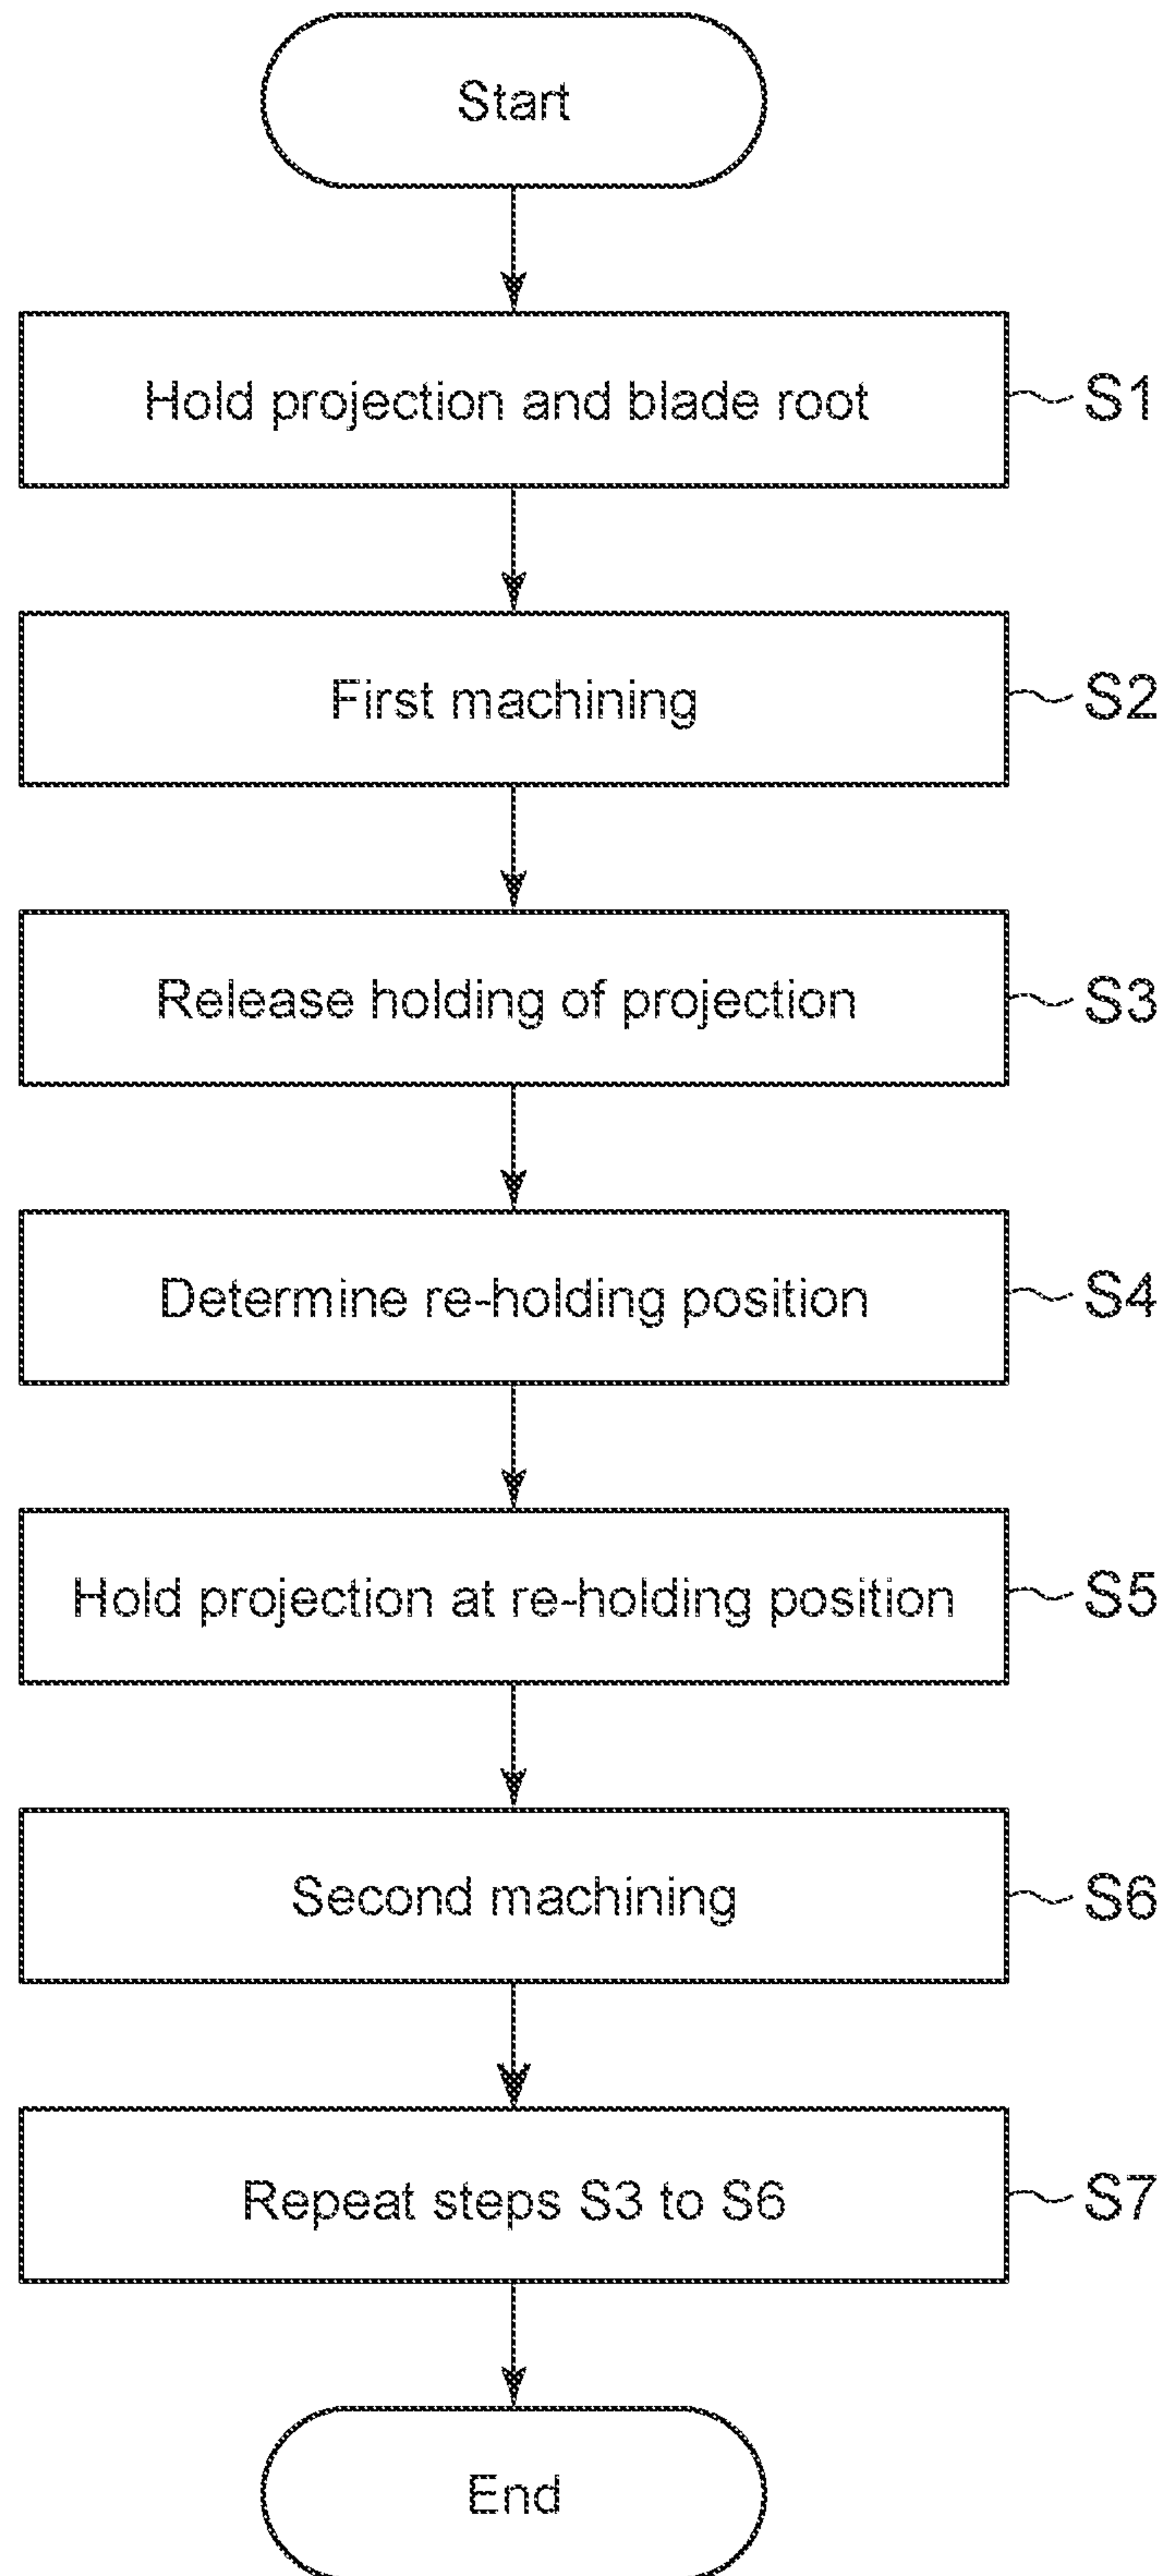 Start
Hold projection and blade root
S1
First machining
S2
Release holding of projection
S3
Determine re-holding position
S4
Hold projection at re-holding position
S5
Second machining
S6
Repeat steps S3 to S6
S7
End